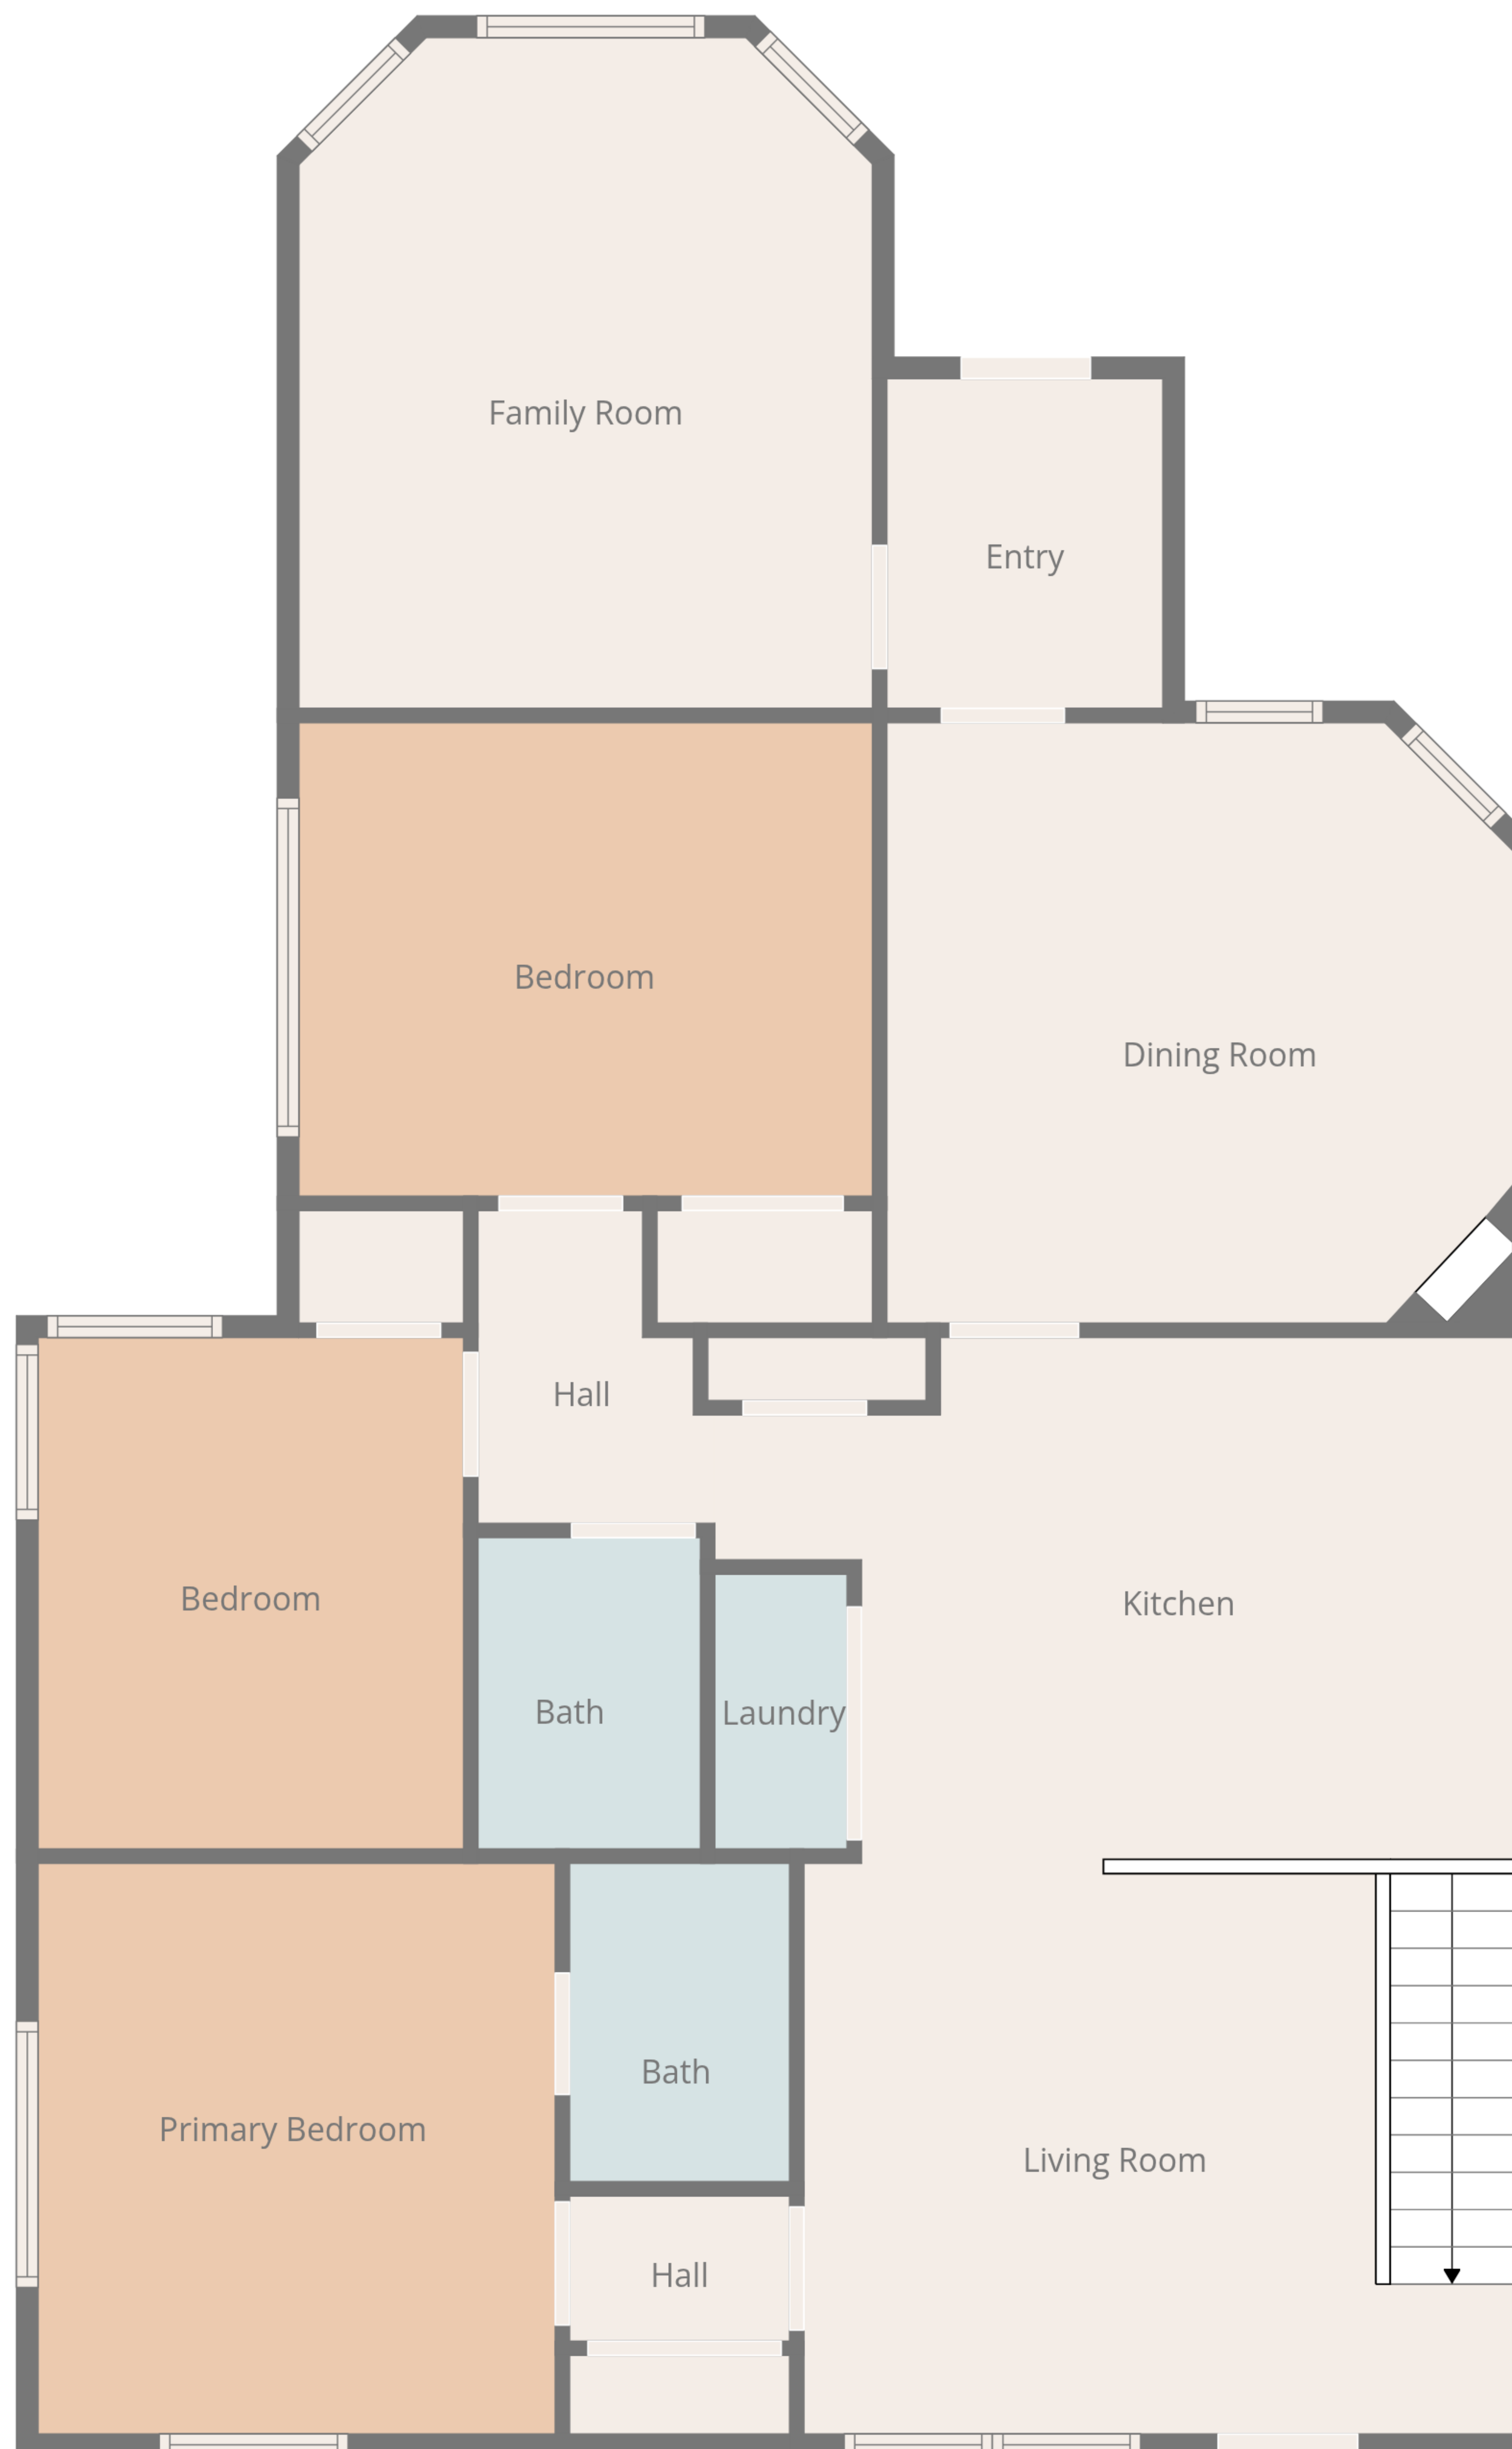 Family Room
Entry
Bedroom
Dining Room
Hall
Bedroom
Kitchen
Bath
Laundry
Bath
Primary Bedroom
Living Room
Hall